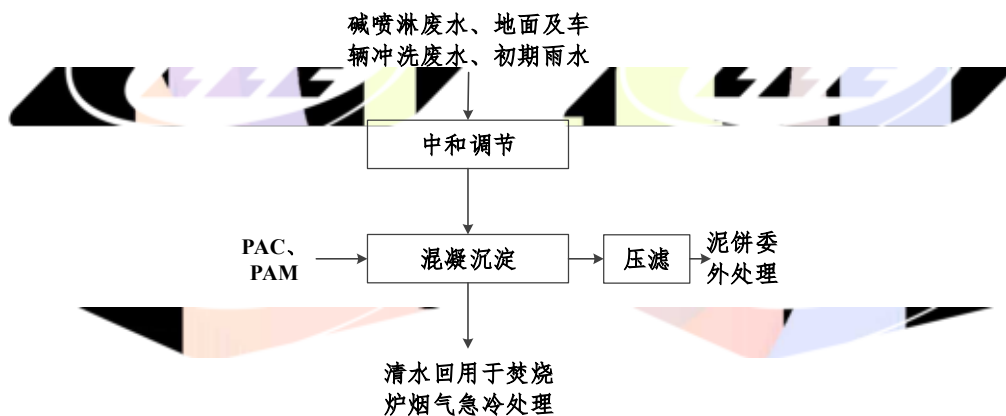 碱喷淋废水、地面及车
辆冲洗废水、初期雨水
中和调节
PAC、
PAM
混凝沉淀
压滤
泥饼委
外处理
清水回用于焚烧
炉烟气急冷处理